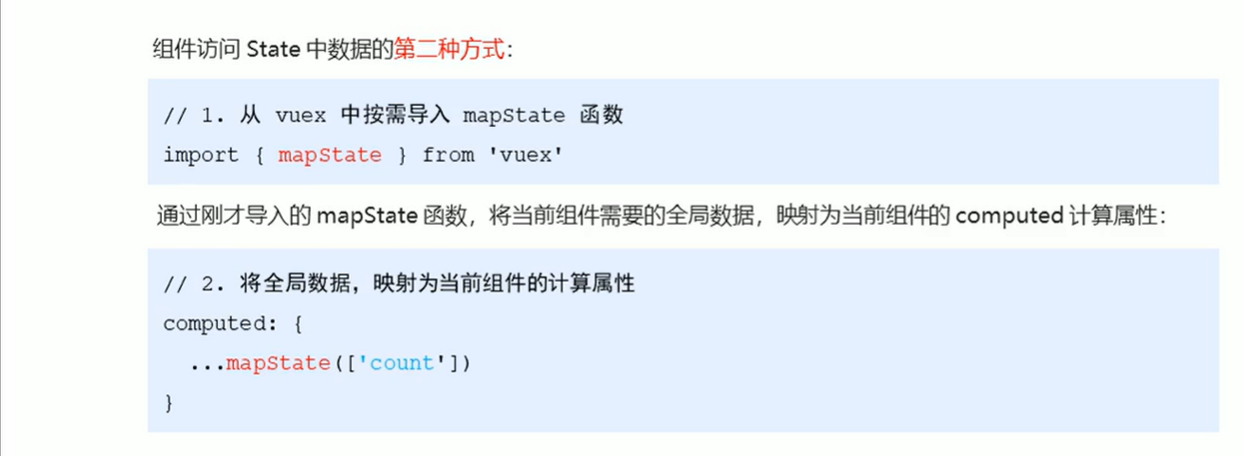 组件访问 State 中数据的第二种方式：
// 1. 从 vuex 中按需导入 mapState 函数
import { mapState } from 'vuex'
通过刚才导入的 mapState 函数，将当前组件需要的全局数据，映射为当前组件的 computed 计算属性：
// 2. 将全局数据，映射为当前组件的计算属性
computed: {
  ...mapState(['count'])
}